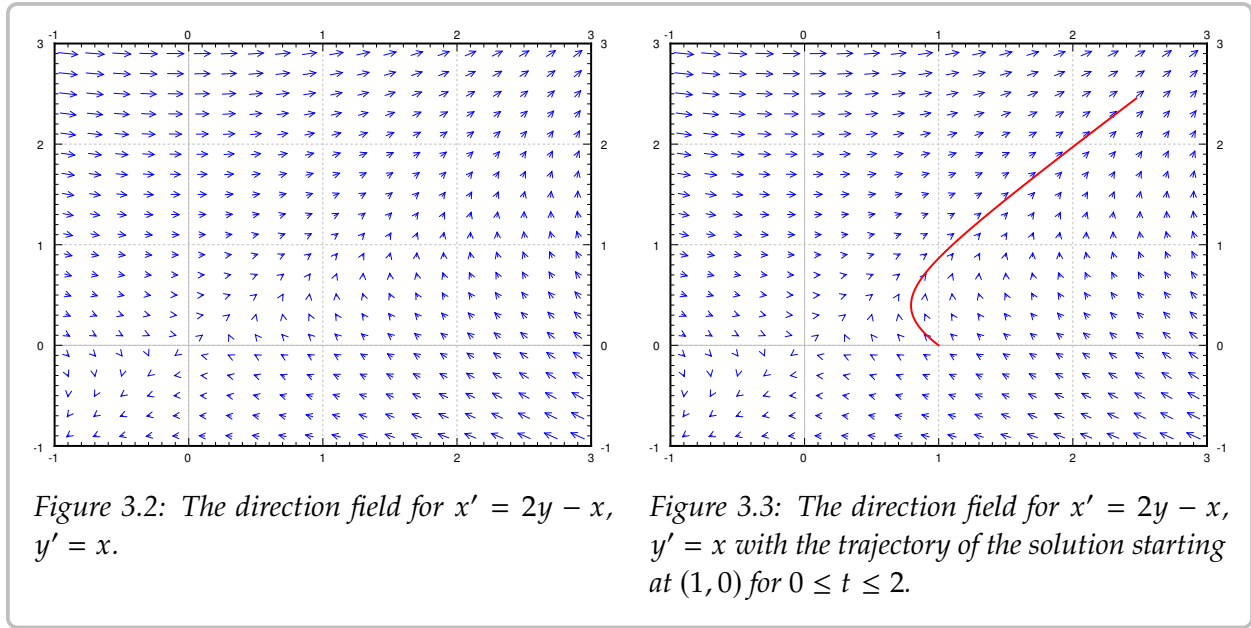 -1 0 1 2 3
3 3
2 2
1 1
0 0
-1 -1
-1 0 1 2 3
-1 0 1 2 3
3 3
2 2
1 1
0 0
-1 -1
-1 0 1 2 3
Figure 3.2: The direction field for x′ = 2y − x,
y′ = x.
Figure 3.3: The direction field for x′ = 2y − x,
y′ = x with the trajectory of the solution starting
at (1, 0) for 0 ≤ t ≤ 2.